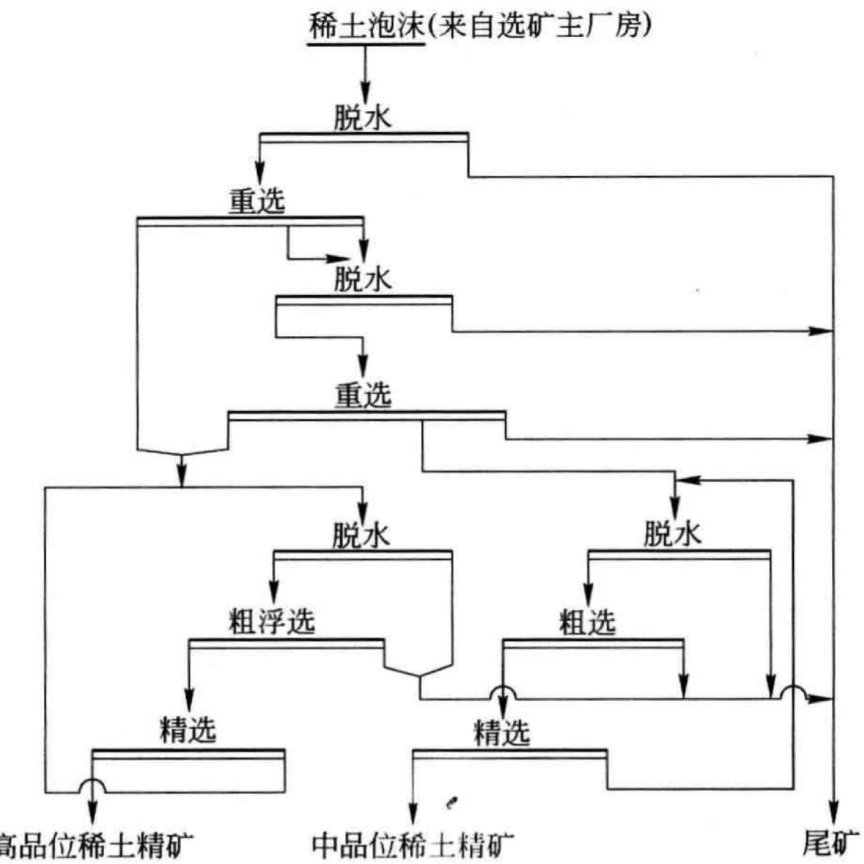 稀土泡沫(来自选矿主厂房)
脱水
重选
脱水
重选
脱水
脱水
粗浮选
粗选
精选
精选
高品位稀土精矿
中品位稀土精矿
尾矿